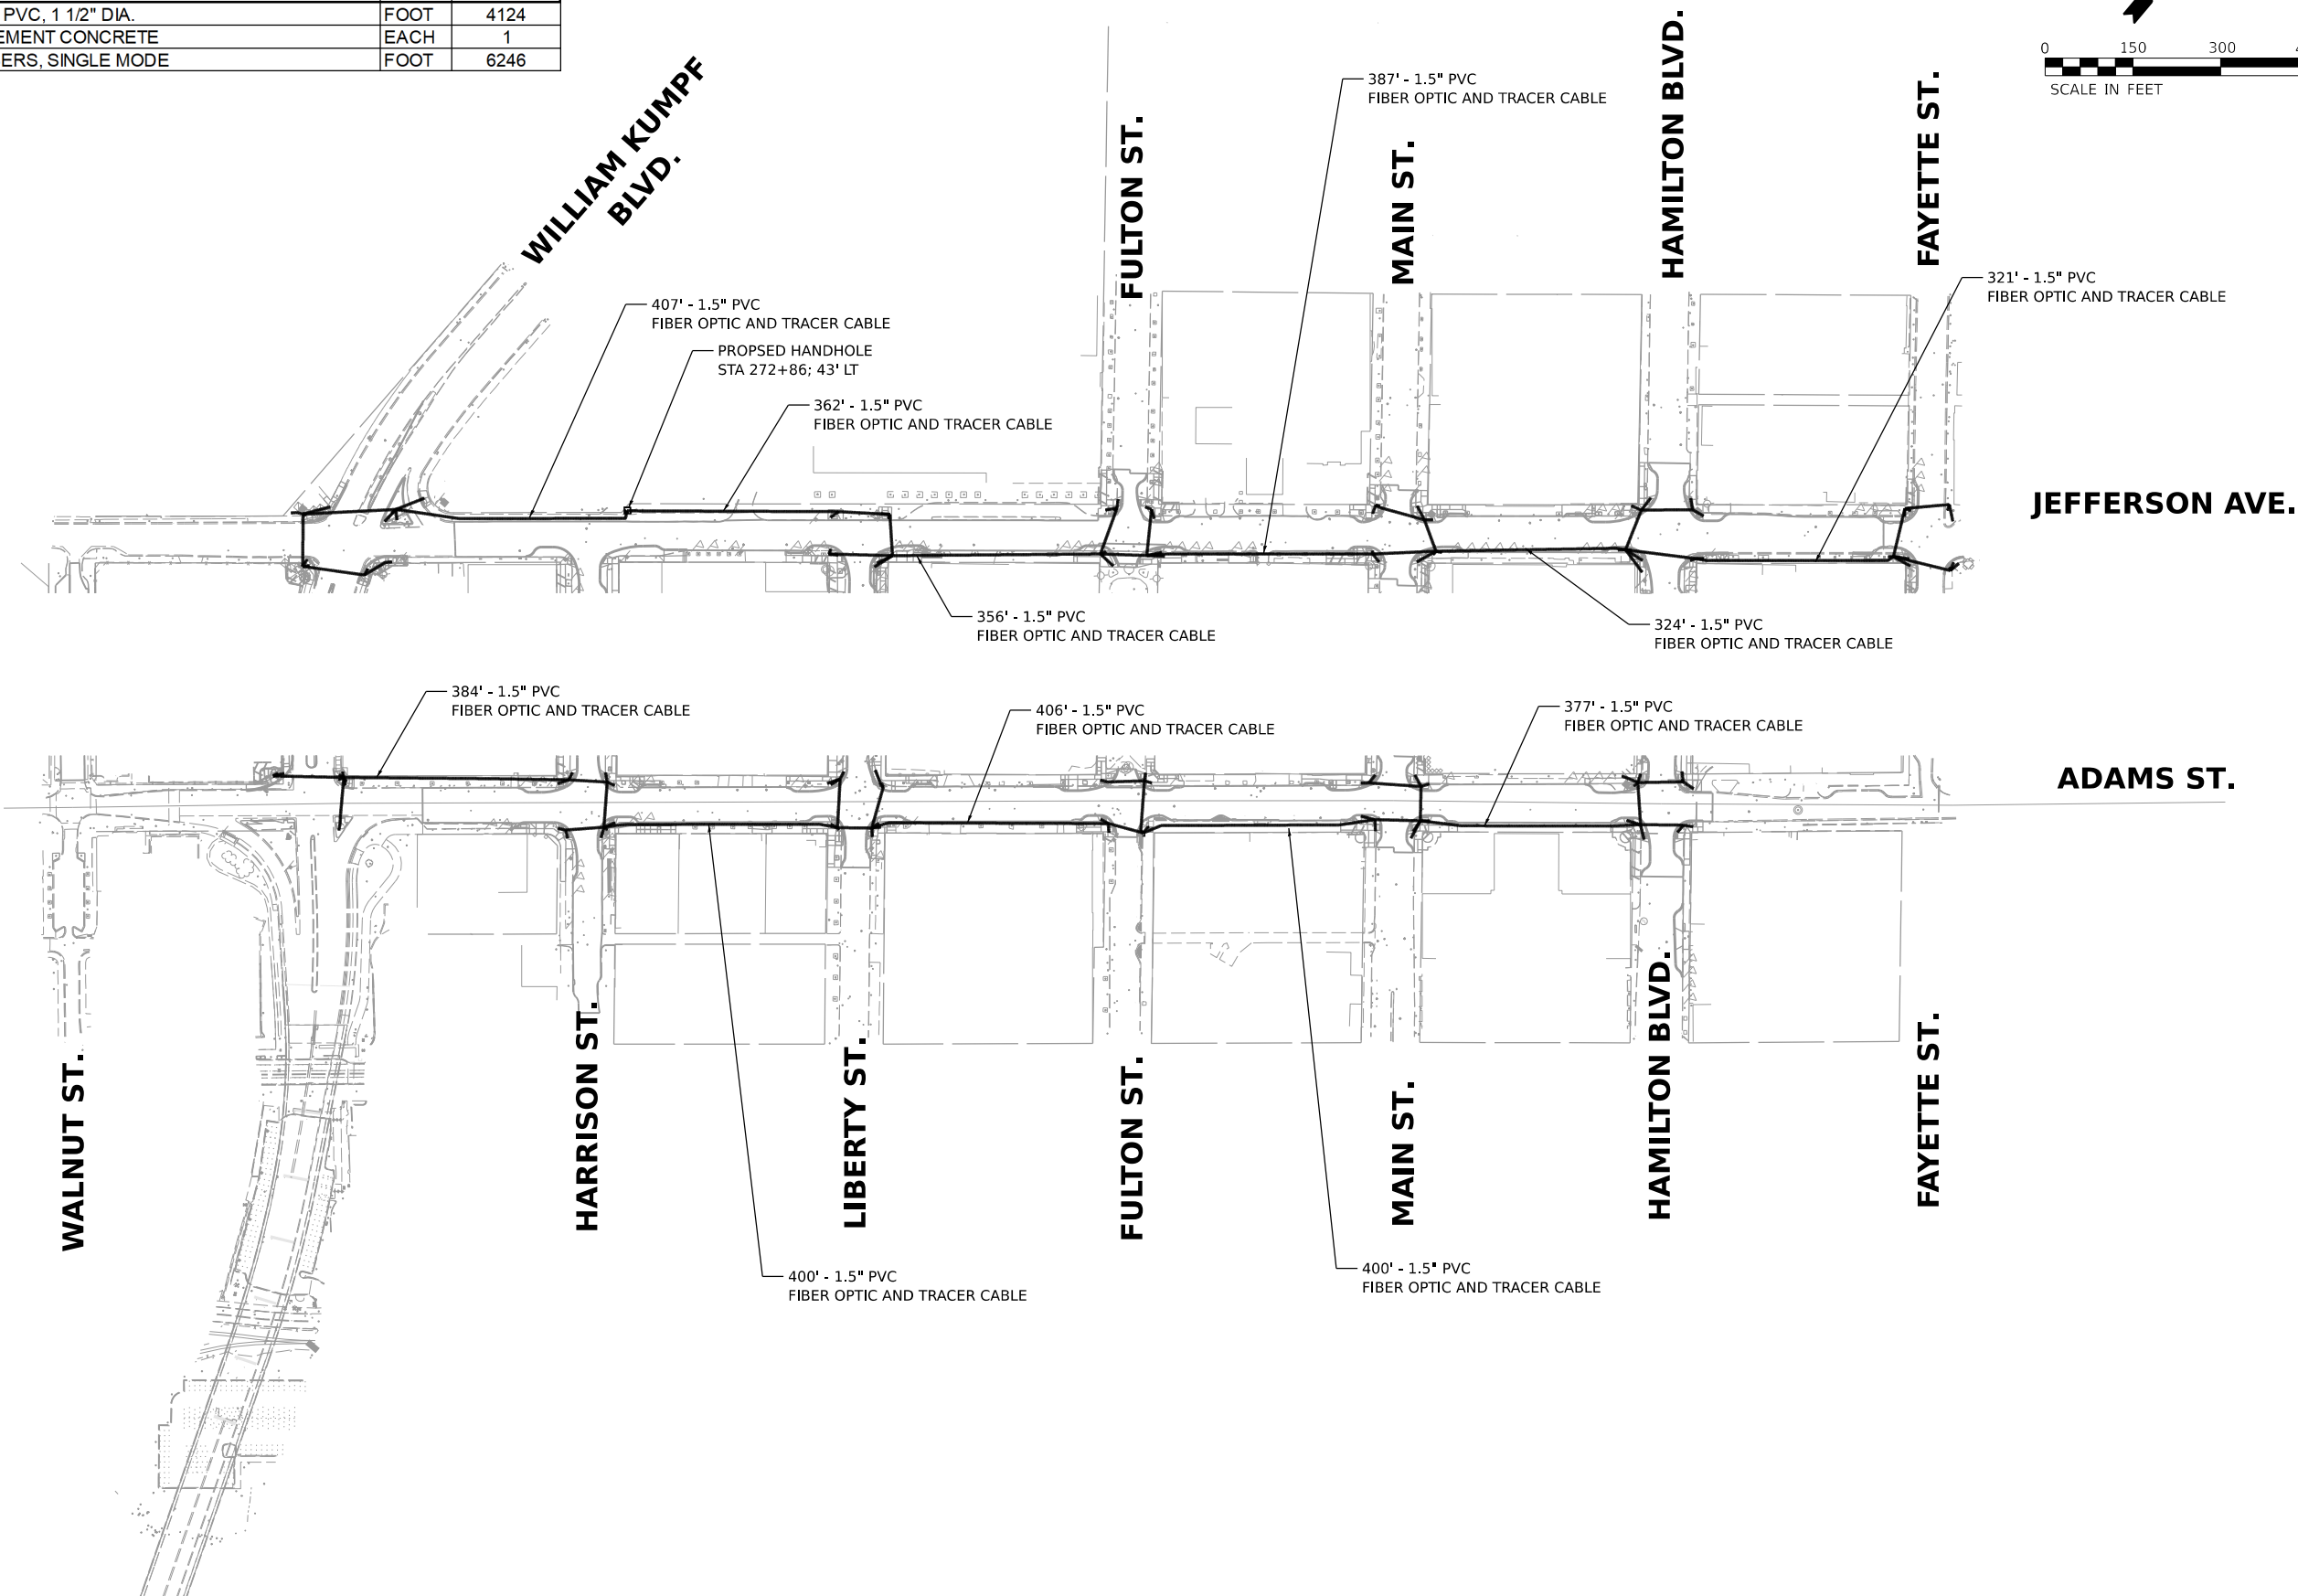 PVC, 1 1/2" DIA. FOOT 4124
EMENT CONCRETE EACH 1
ERS, SINGLE MODE FOOT 6246
0 150 300 4
SCALE IN FEET
WILLIAM KUMPF
BLVD.
FULTON ST.
MAIN ST.
HAMILTON BLVD.
FAYETTE ST.
387' - 1.5" PVC
FIBER OPTIC AND TRACER CABLE
321' - 1.5" PVC
FIBER OPTIC AND TRACER CABLE
407' - 1.5" PVC
FIBER OPTIC AND TRACER CABLE
PROPSED HANDHOLE
STA 272+86; 43' LT
362' - 1.5" PVC
FIBER OPTIC AND TRACER CABLE
JEFFERSON AVE.
356' - 1.5" PVC
FIBER OPTIC AND TRACER CABLE
324' - 1.5" PVC
FIBER OPTIC AND TRACER CABLE
384' - 1.5" PVC
FIBER OPTIC AND TRACER CABLE
406' - 1.5" PVC
FIBER OPTIC AND TRACER CABLE
377' - 1.5" PVC
FIBER OPTIC AND TRACER CABLE
ADAMS ST.
WALNUT ST.
HARRISON ST.
LIBERTY ST.
FULTON ST.
MAIN ST.
HAMILTON BLVD.
FAYETTE ST.
400' - 1.5" PVC
FIBER OPTIC AND TRACER CABLE
400' - 1.5" PVC
FIBER OPTIC AND TRACER CABLE